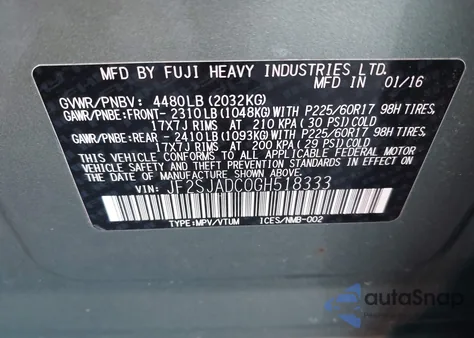 MFD BY FUJI HEAVY INDUSTRIES LTD.
MFD IN 01/16
GVWR/PNBV: 4480LB (2032KG)
GAWR/PNBE: FRONT- 2310LB (1048KG) WITH P225/60R17 98H TIRES,
17X7J RIMS AT 210 KPA (30 PSI) COLD
GAWR/PNBE: REAR - 2410LB (1093KG) WITH P225/60R17 98H TIRES,
17X7J RIMS AT 200 KPA (29 PSI) COLD
THIS VEHICLE CONFORMS TO ALL APPLICABLE FEDERAL MOTOR
VEHICLE SAFETY, BUMPER, AND THEFT PREVENTION STANDARDS IN EFFECT
ON THE DATE OF MANUFACTURE SHOWN ABOVE.
VIN: JF2SJADC0GH518333
TYPE:MPV/VTUM ICES/NMB-002
autaSnap